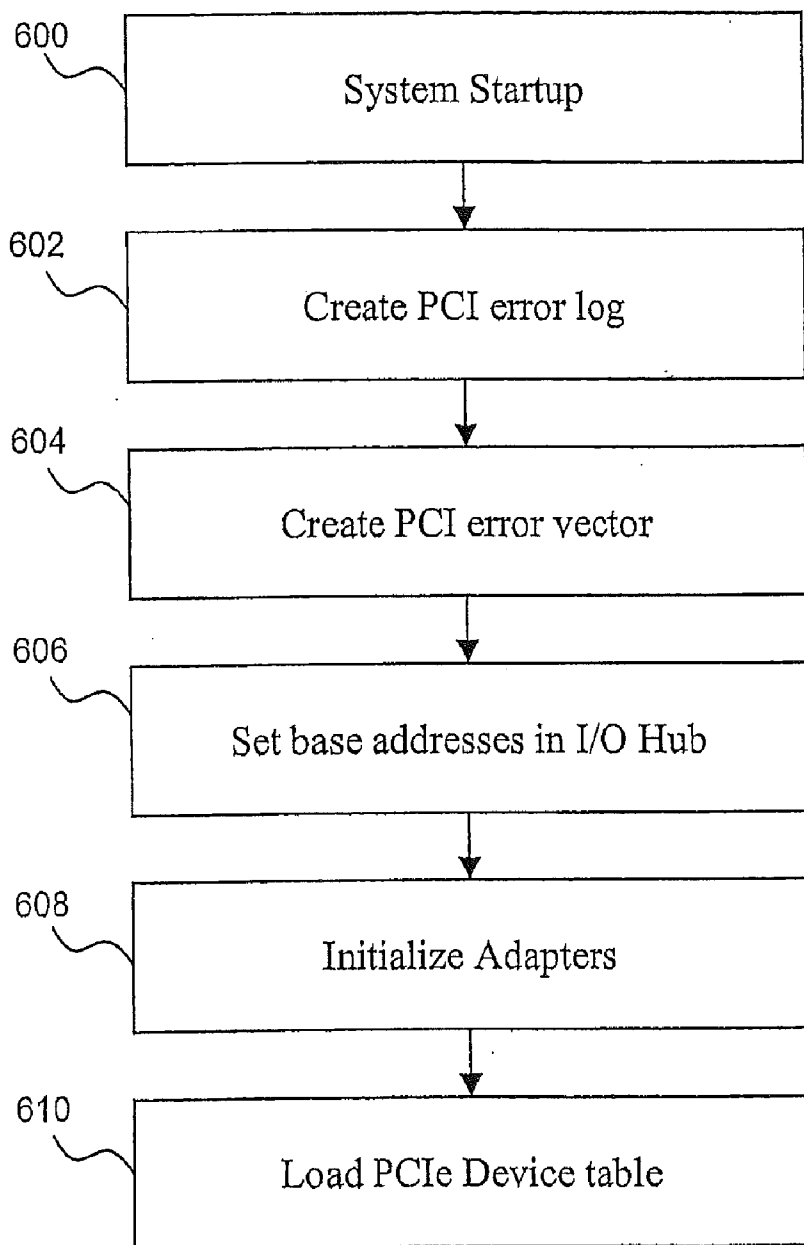 600
System Startup
602
Create PCI error log
604
Create PCI error vector
606
Set base addresses in I/O Hub
608
Initialize Adapters
610
Load PCIe Device table